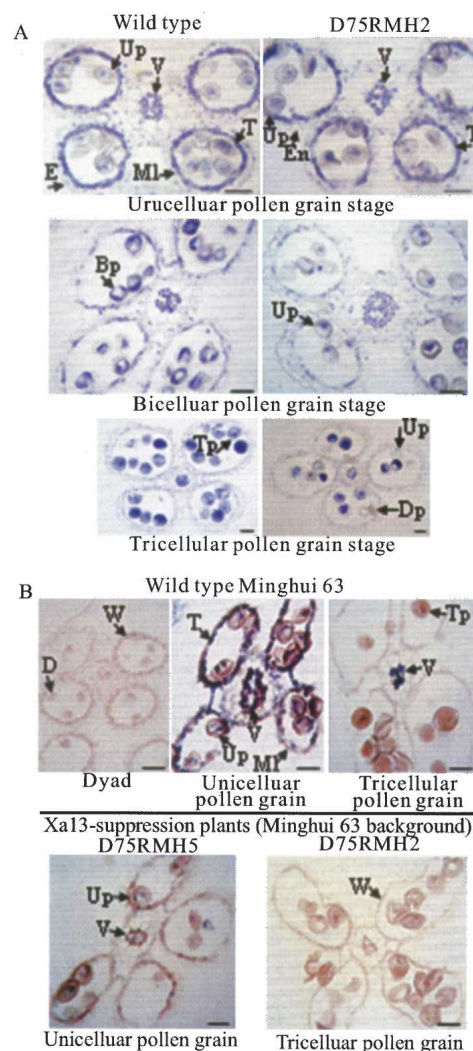 A
Wild type D75RMH2
Up V V
Up En T
E Ml T
Urucelluar pollen grain stage
Bp Up
Bicelluar pollen grain stage
Tp Up
Dp
Tricellular pollen grain stage
B
Wild type Minghui 63
W T Tp
D V
Up V Ml
Dyad Unicelluar pollen grain Tricellular pollen grain
Xa13-suppression plants (Minghui 63 background)
D75RMH5 D75RMH2
Up W
V
Unicelluar pollen grain Tricelluar pollen grain